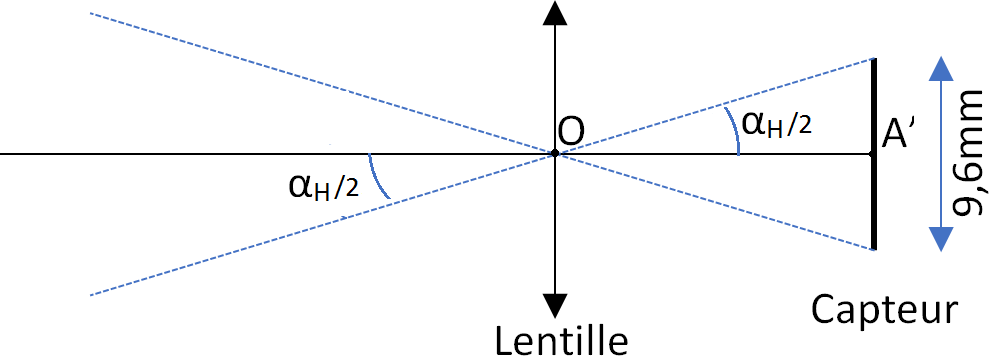 O
αH/2
A’
αH/2
9,6mm
Capteur
Lentille